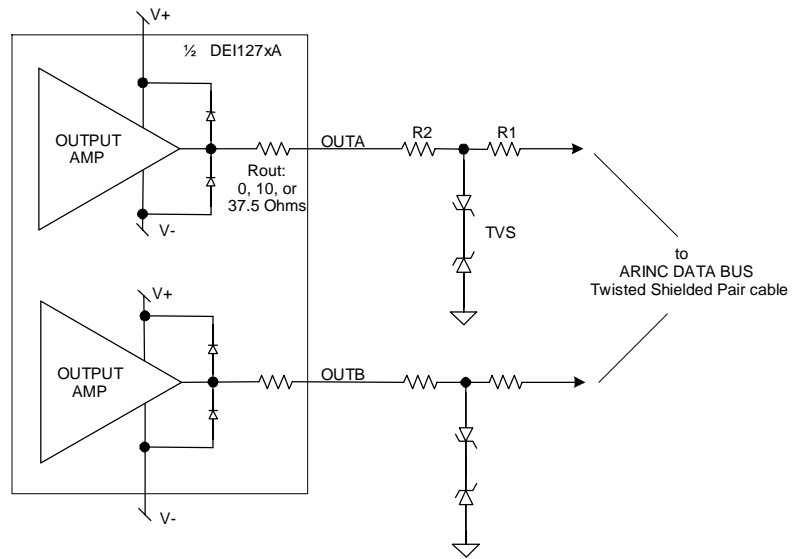 V+
½ DEI127xA
OUTPUT
AMP
OUTA
R2
R1
Rout:
0, 10, or
37.5 Ohms
V-
TVS
to
ARINC DATA BUS
Twisted Shielded Pair cable
V+
OUTPUT
AMP
OUTB
V-